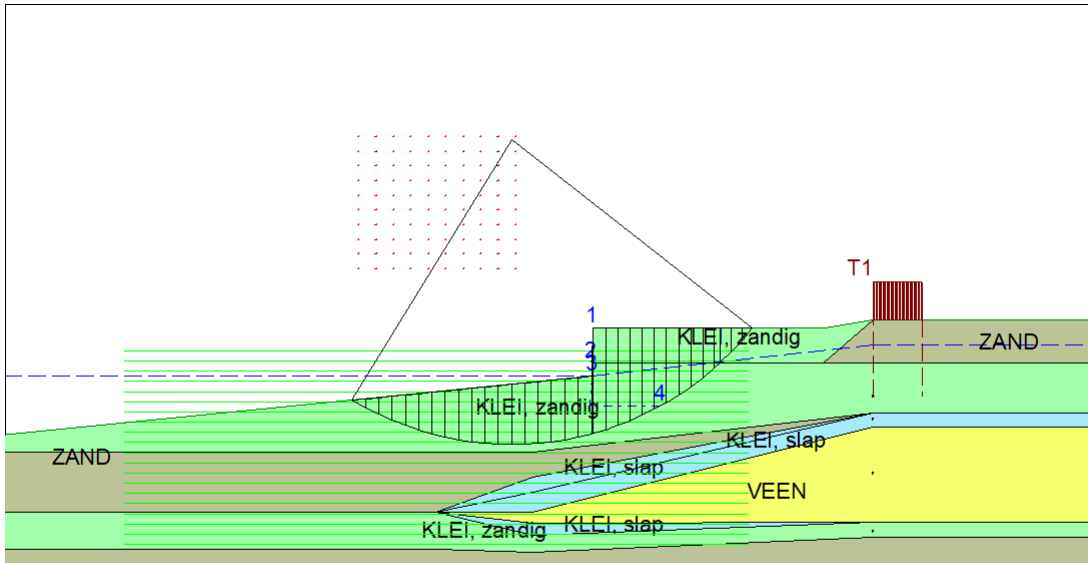 T1
1
KLEI, zandig
ZAND
2
3
4
KLEI, zandig
KLEI, slap
ZAND
KLEI, slap
VEEN
KLEI, slap
KLEI, zandig